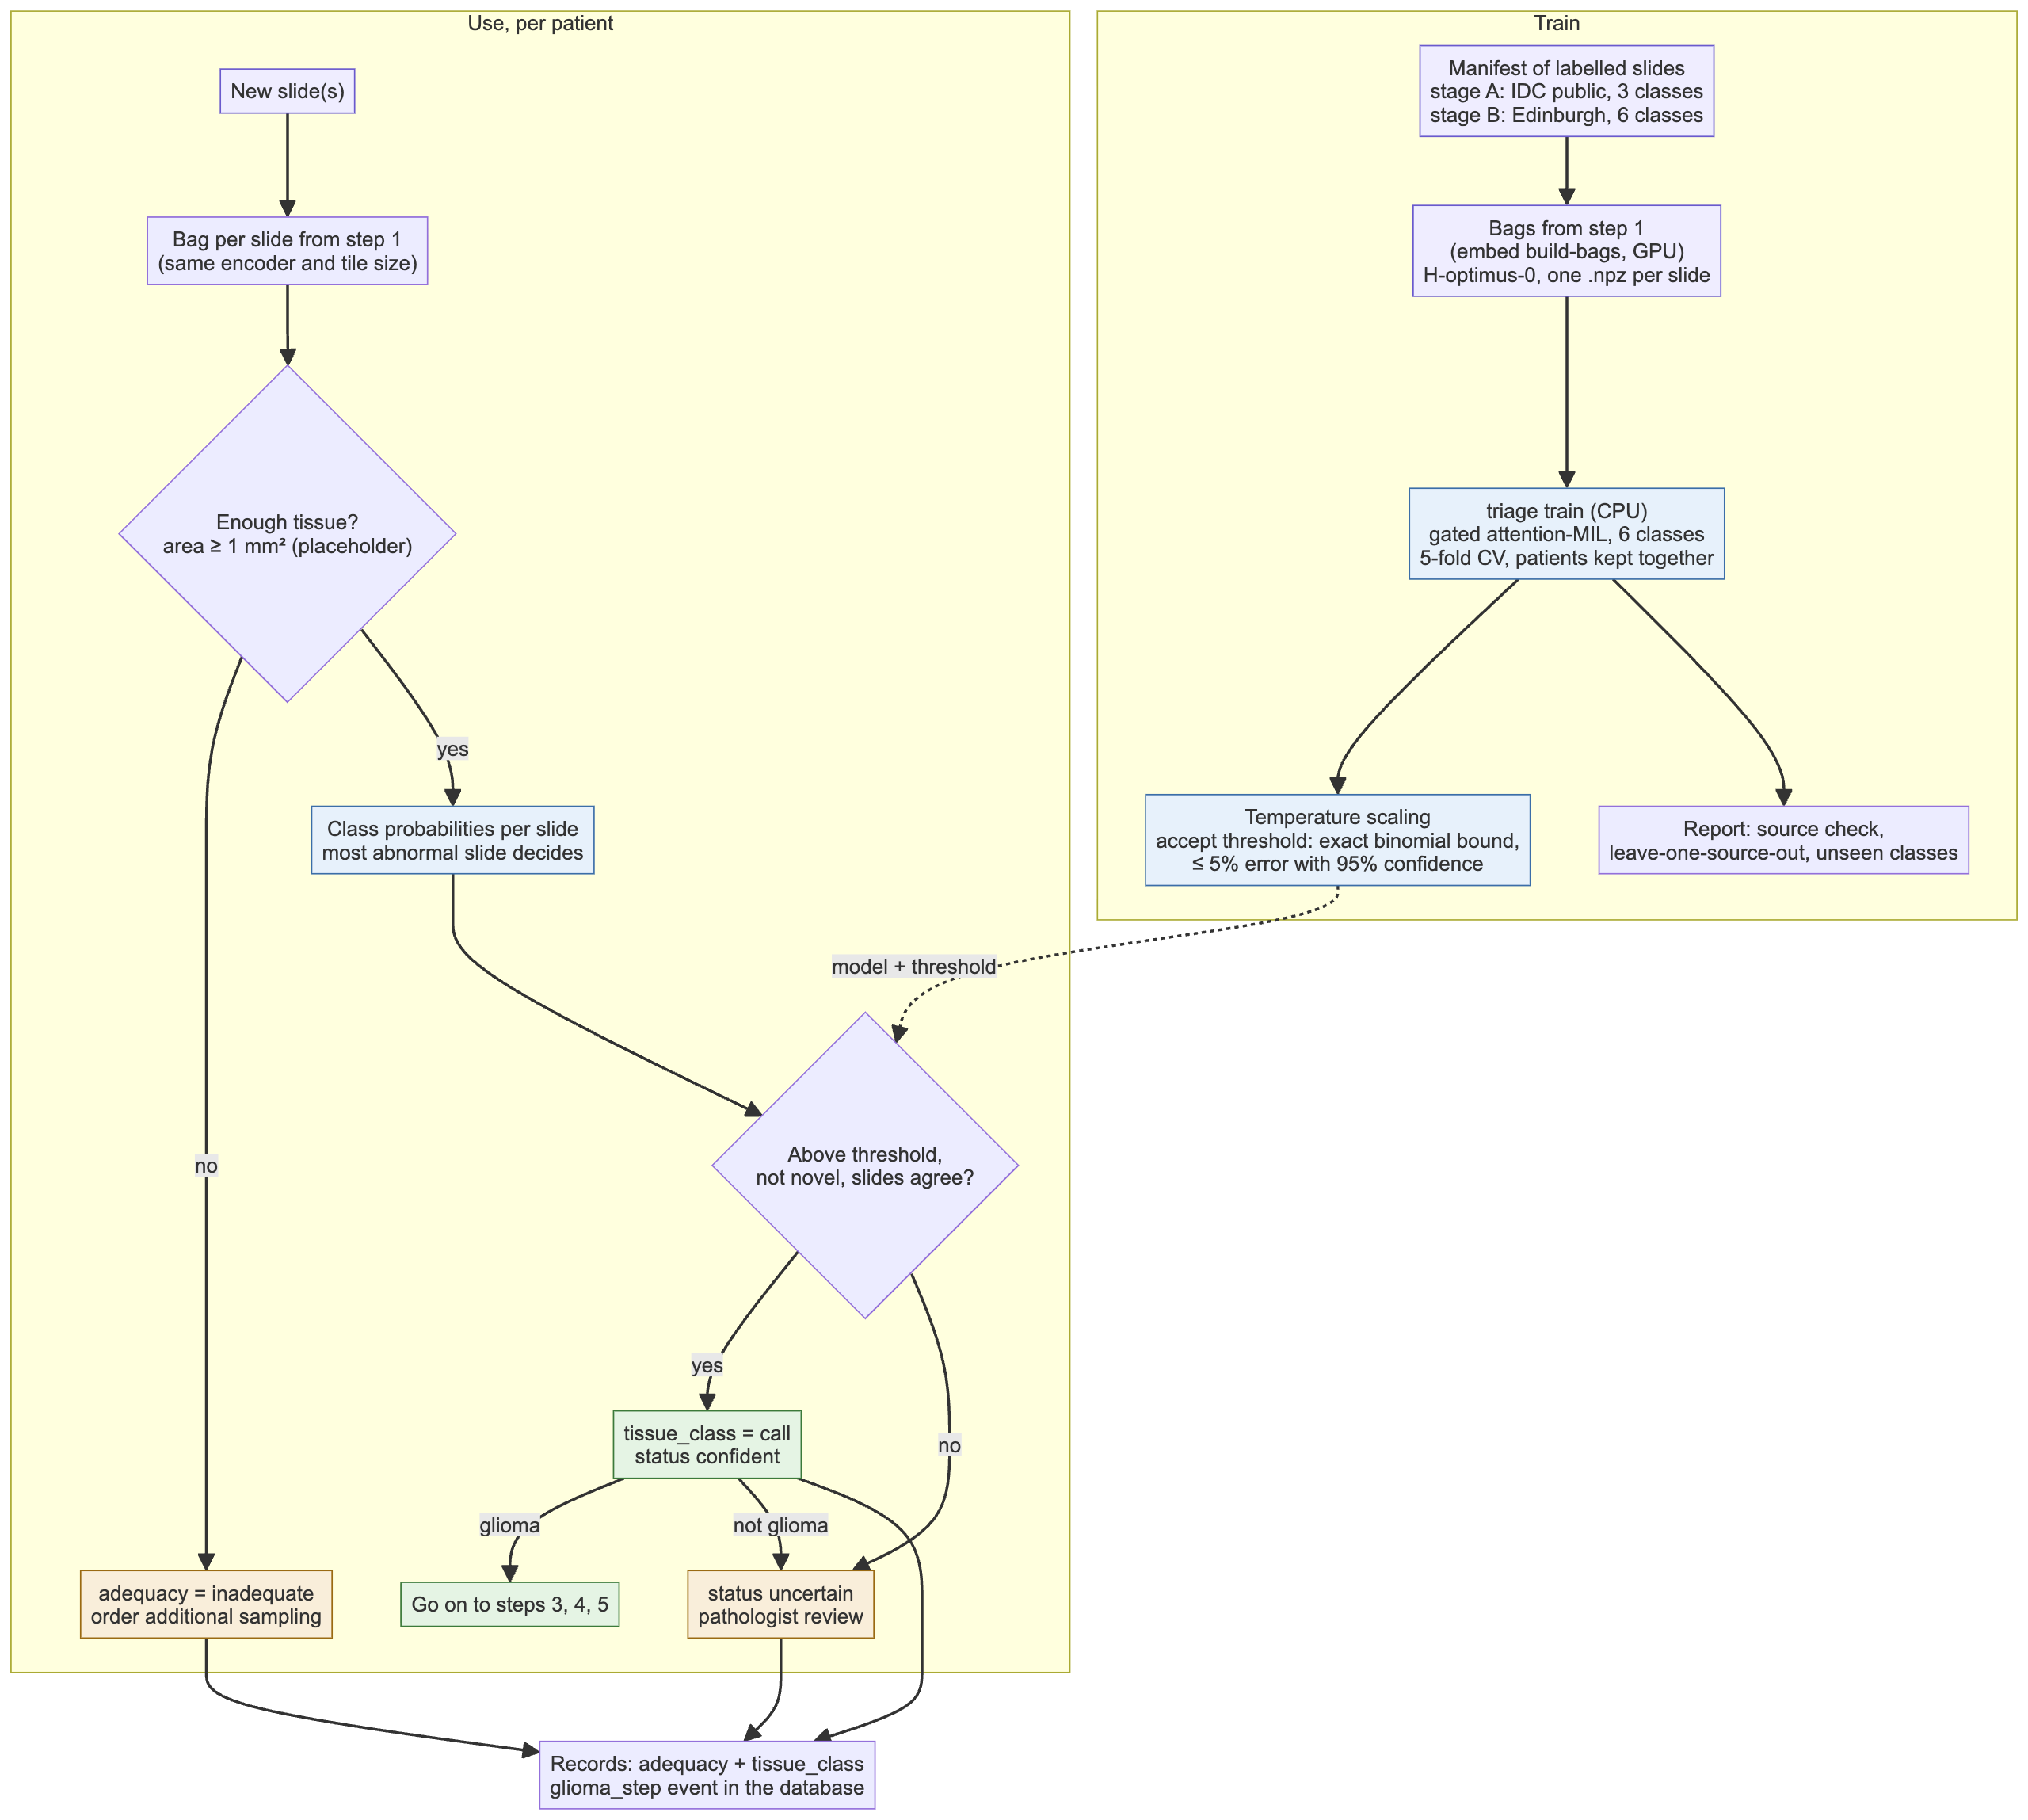 Use, per patient
New slide(s)
Bag per slide from step 1
(same encoder and tile size)
Enough tissue?
area ≥ 1 mm² (placeholder)
yes
no
Class probabilities per slide
most abnormal slide decides
model + threshold
Above threshold,
not novel, slides agree?
yes
no
tissue_class = call
status confident
glioma
not glioma
adequacy = inadequate
order additional sampling
Go on to steps 3, 4, 5
status uncertain
pathologist review
Records: adequacy + tissue_class
glioma_step event in the database
Train
Manifest of labelled slides
stage A: IDC public, 3 classes
stage B: Edinburgh, 6 classes
Bags from step 1
(embed build-bags, GPU)
H-optimus-0, one .npz per slide
triage train (CPU)
gated attention-MIL, 6 classes
5-fold CV, patients kept together
Temperature scaling
accept threshold: exact binomial bound,
≤ 5% error with 95% confidence
Report: source check,
leave-one-source-out, unseen classes